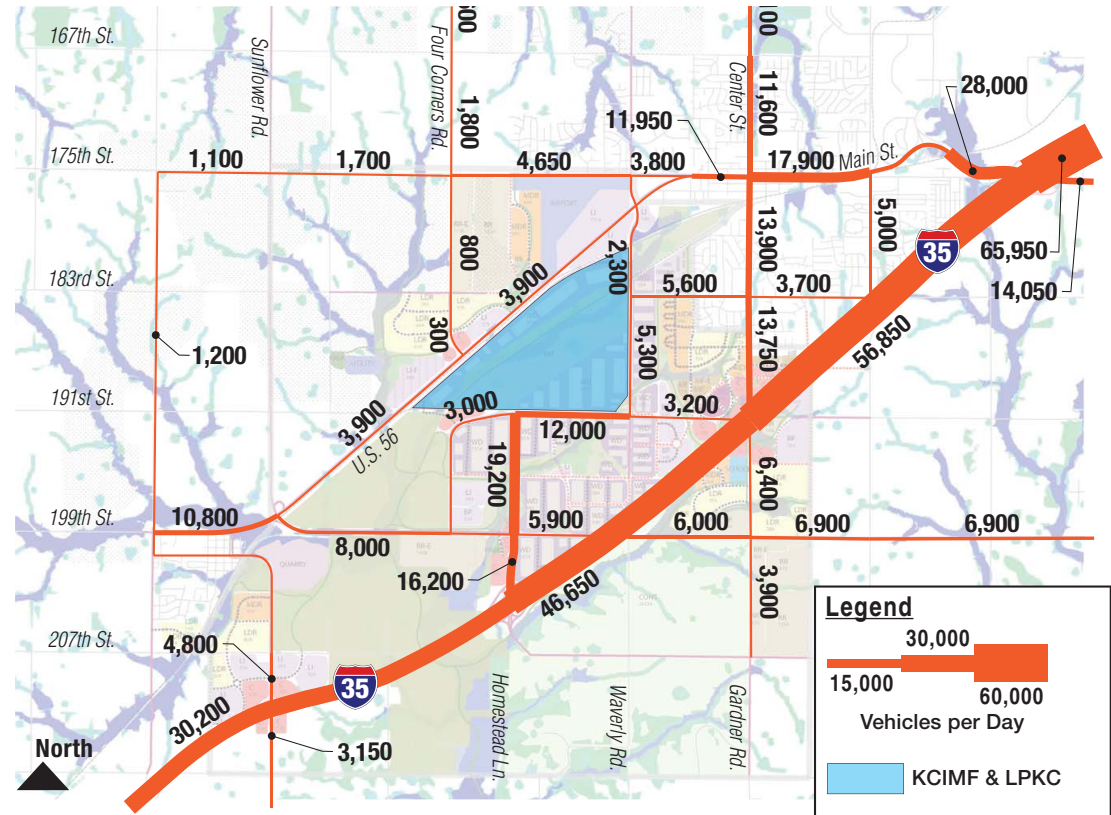 167th St.
175th St.
183rd St.
191st St.
199th St.
207th St.
Sunflower Rd.
Four Corners Rd.
Center St.
Main St.
U.S. 56
Homestead Ln.
Waverly Rd.
Gardner Rd.
1,800
11,600
28,000
11,950
1,100
1,700
4,650
3,800
17,900
800
13,900
5,000
2,300
35
65,950
14,050
3,900
5,600
3,700
300
5,300
13,750
56,850
1,200
3,900
3,000
12,000
3,200
19,200
6,400
10,800
8,000
5,900
6,000
6,900
6,900
16,200
46,650
3,900
4,800
35
30,200
3,150
North
QUARRY
Legend
30,000
15,000
60,000
Vehicles per Day
KCIMF & LPKC